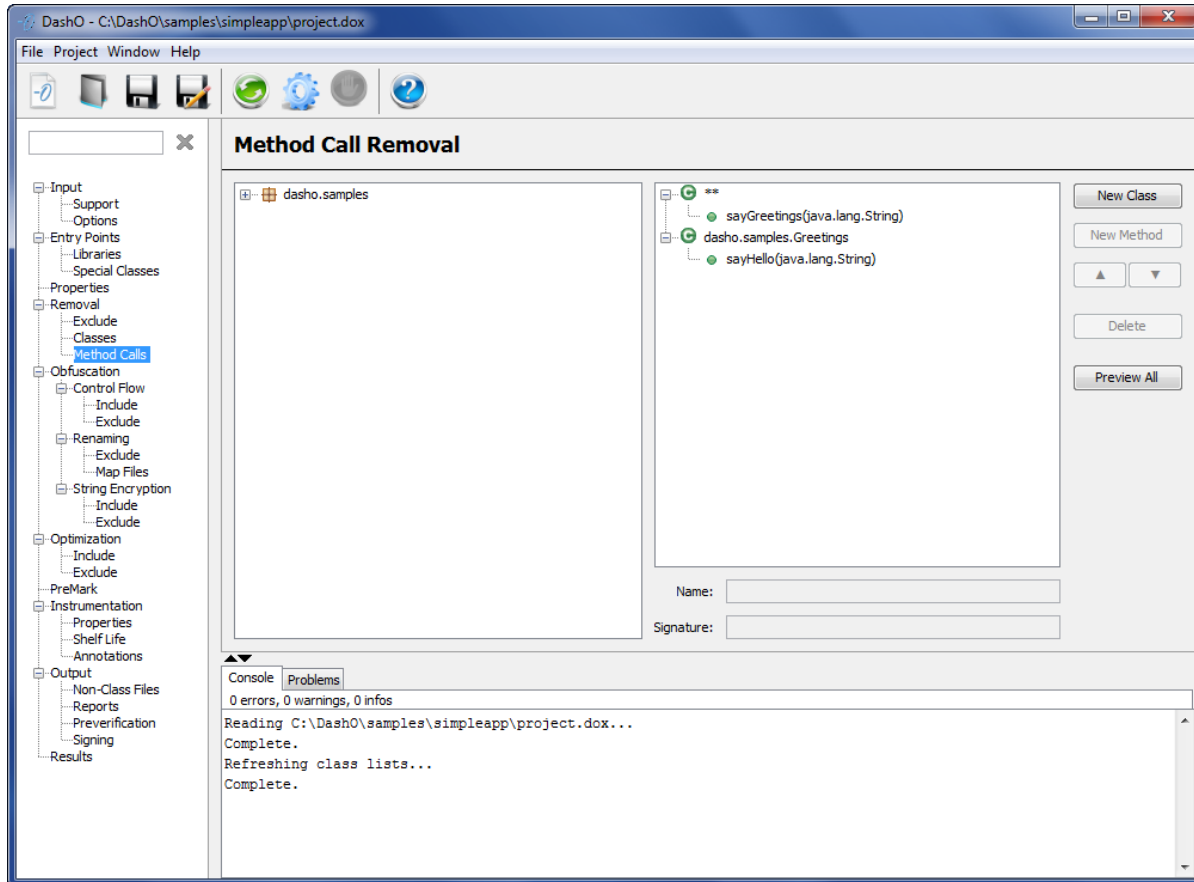 DashO - C:\DashO\samples\simpleapp\project.dox
File Project Window Help
Method Call Removal
Input
Support
Options
Entry Points
Libraries
Special Classes
Properties
Removal
Exclude
Classes
Method Calls
Obfuscation
Control Flow
Include
Exclude
Renaming
Exclude
Map Files
String Encryption
Include
Exclude
Optimization
Include
Exclude
PreMark
Instrumentation
Properties
Shelf Life
Annotations
Output
Non-Class Files
Reports
Preverification
Signing
Results
dasho.samples
**
sayGreetings(java.lang.String)
dasho.samples.Greetings
sayHello(java.lang.String)
New Class
New Method
Delete
Preview All
Name:
Signature:
Console Problems
0 errors, 0 warnings, 0 infos
Reading C:\DashO\samples\simpleapp\project.dox...
Complete.
Refreshing class lists...
Complete.